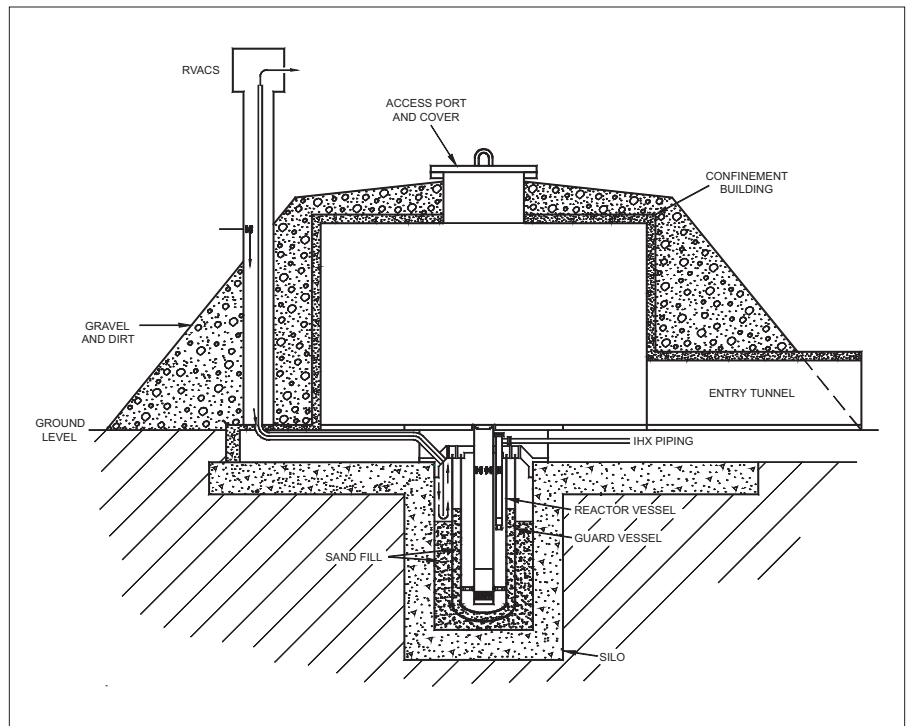 RVACS
ACCESS PORT
AND COVER
CONFINEMENT
BUILDING
GRAVEL
AND DIRT
ENTRY TUNNEL
GROUND
LEVEL
IHX PIPING
REACTOR VESSEL
GUARD VESSEL
SAND FILL
SILO